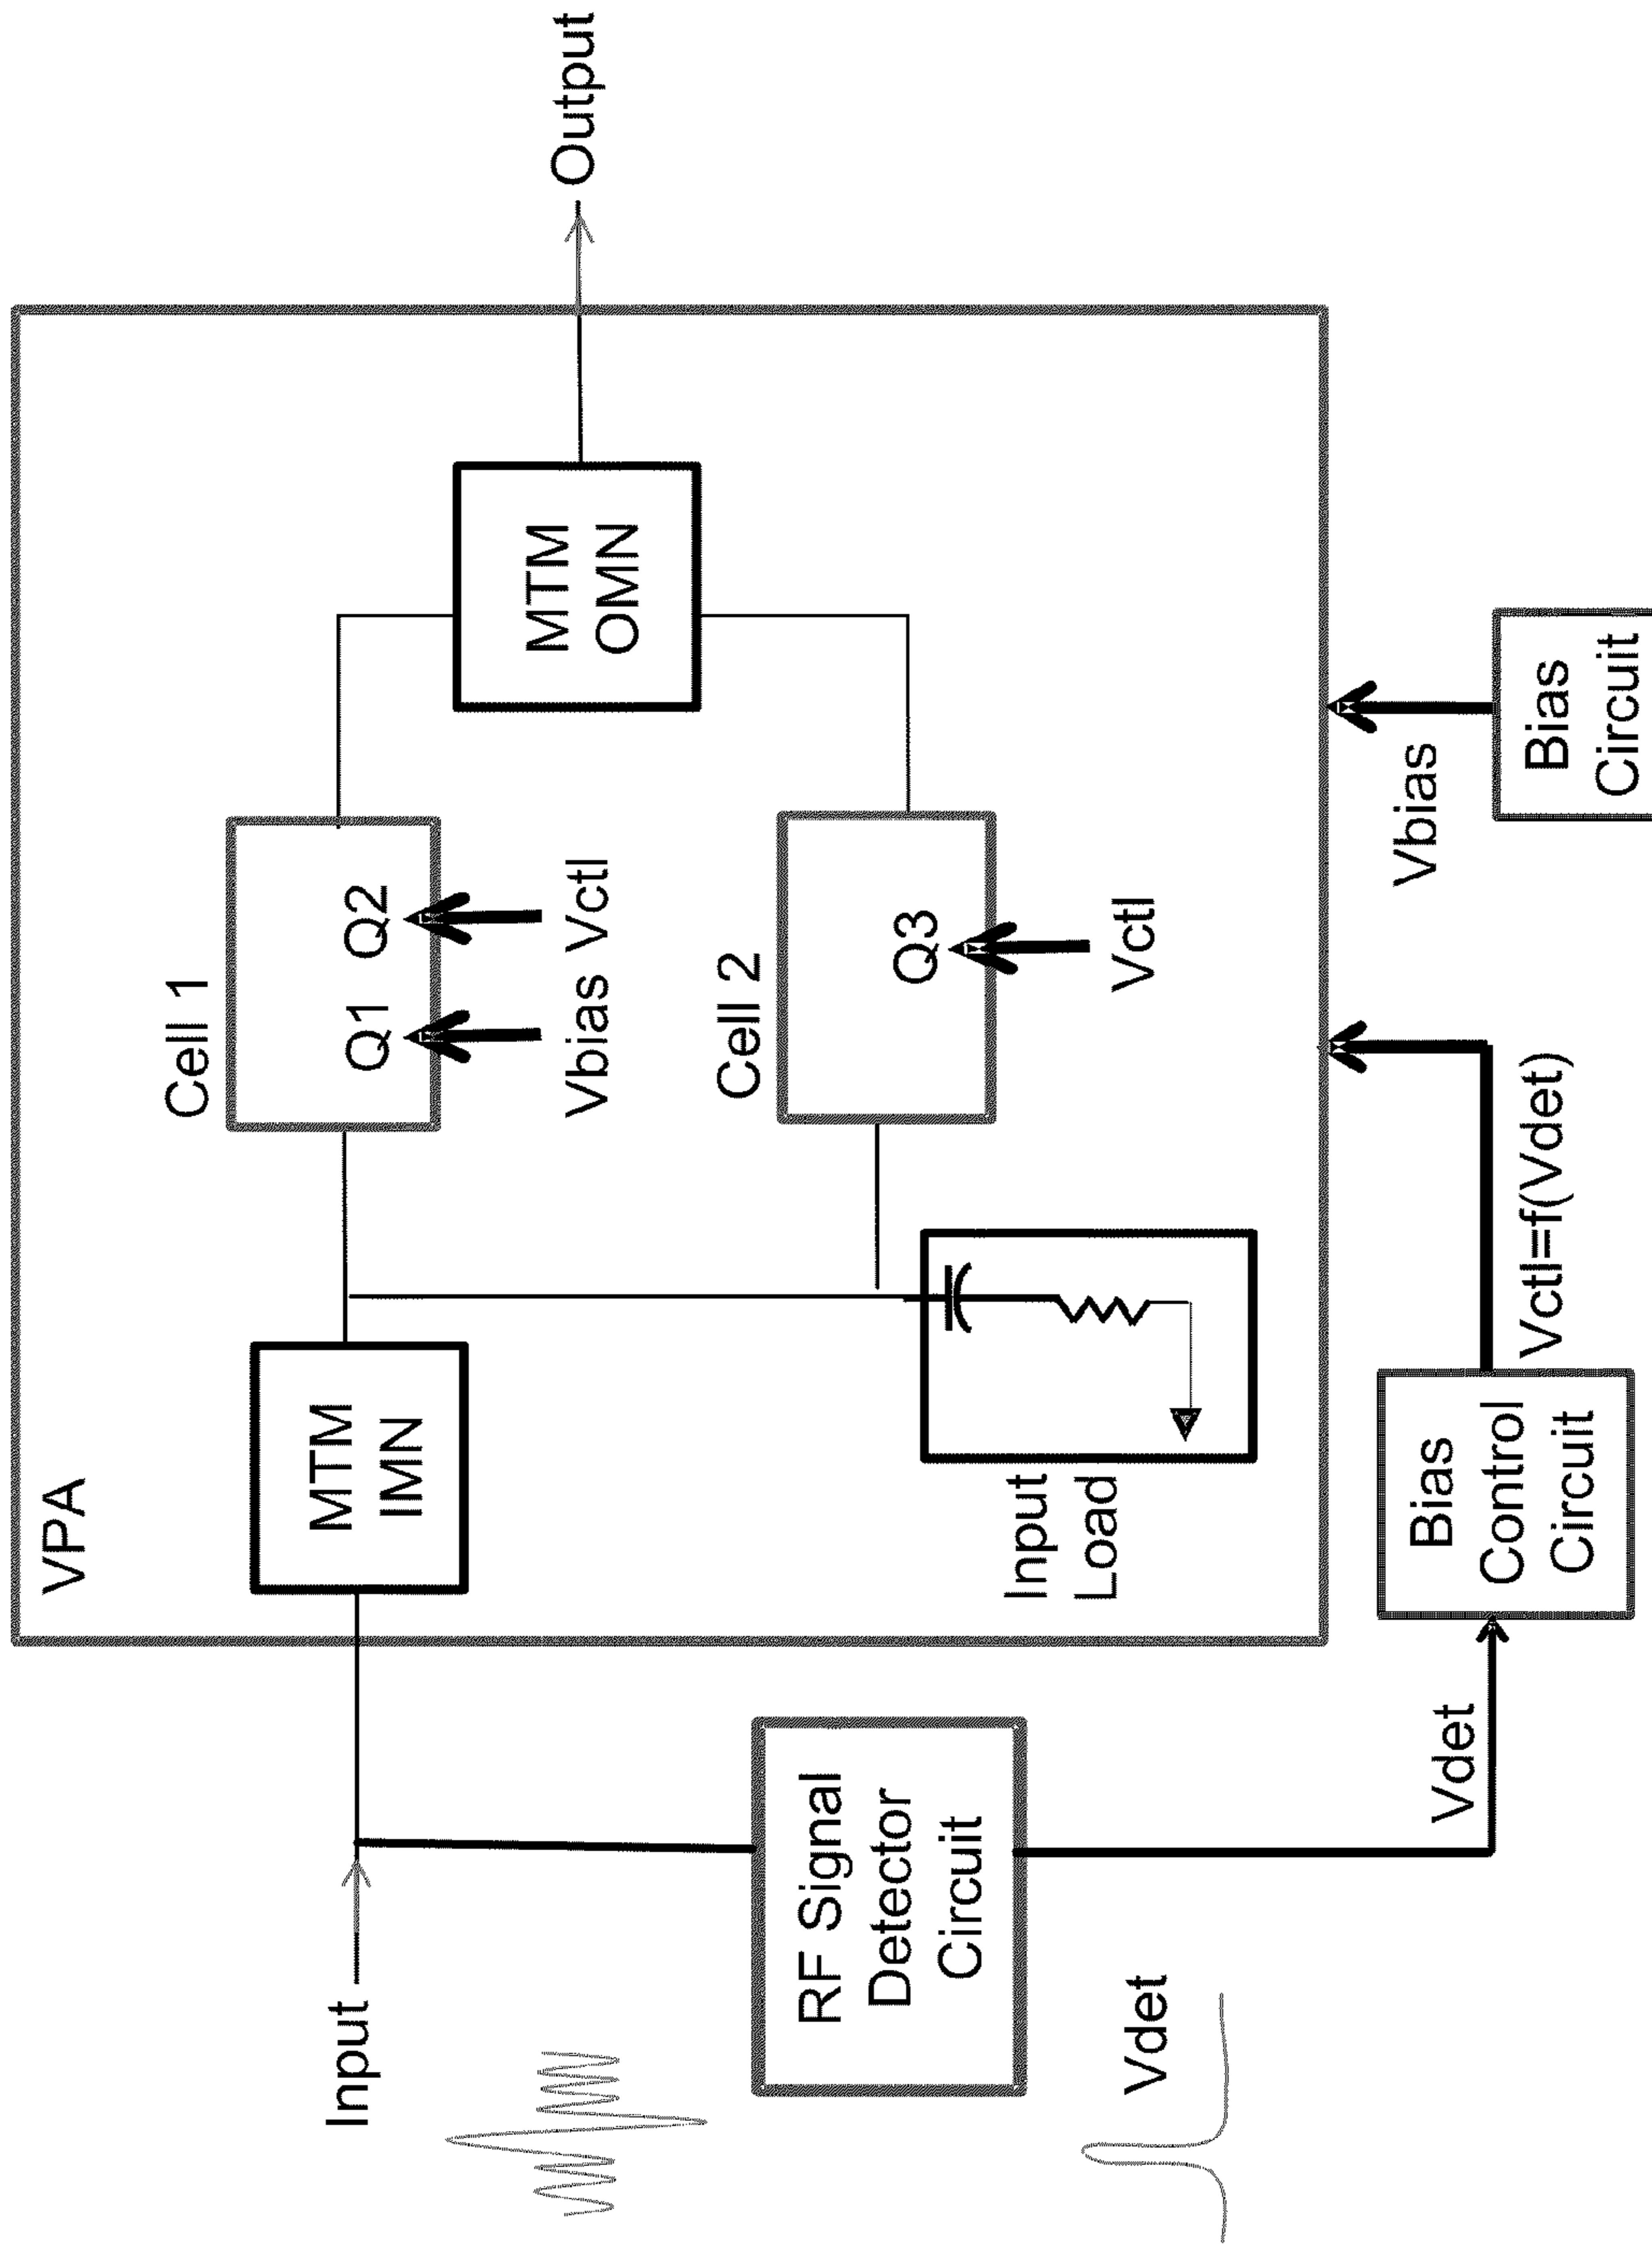 VPA
Input
MTM
IMN
Cell 1
Q1 Q2
Vbias Vctl
MTM
OMN
Output
Cell 2
Q3
Vctl
Input
Load
RF Signal
Detector
Circuit
Vdet
Vdet
Bias
Control
Circuit
Vctl=f(Vdet)
Vbias
Bias
Circuit